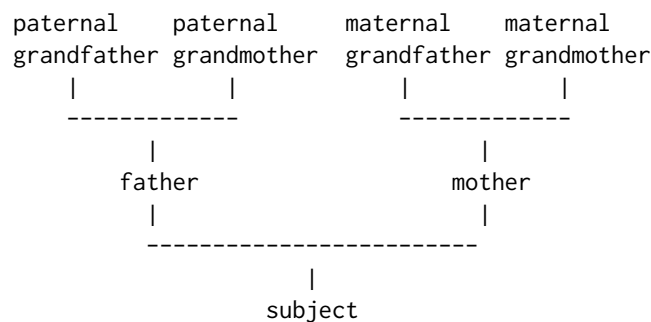 paternal paternal maternal maternal
grandfather grandmother grandfather grandmother
father mother
subject